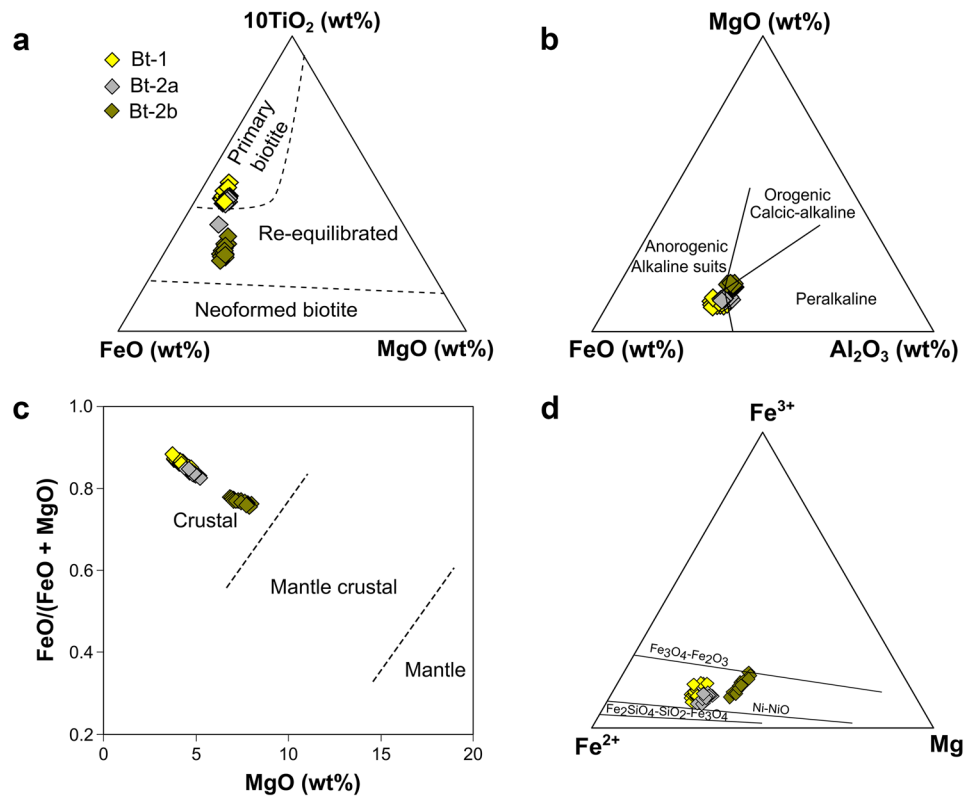 a
10TiO₂ (wt%)
Bt-1
Bt-2a
Bt-2b
Primary
biotite
Re-equilibrated
Neoformed biotite
FeO (wt%)
MgO (wt%)
b
MgO (wt%)
Orogenic
Calcic-alkaline
Anorogenic
Alkaline suits
Peralkaline
FeO (wt%)
Al₂O₃ (wt%)
c
FeO/(FeO + MgO)
1.0
0.8
0.6
0.4
0.2
Crustal
Mantle crustal
Mantle
0
5
10
15
20
MgO (wt%)
d
Fe³⁺
Fe₃O₄-Fe₂O₃
Ni-NiO
Fe₂SiO₄-SiO₂-Fe₃O₄
Fe²⁺
Mg